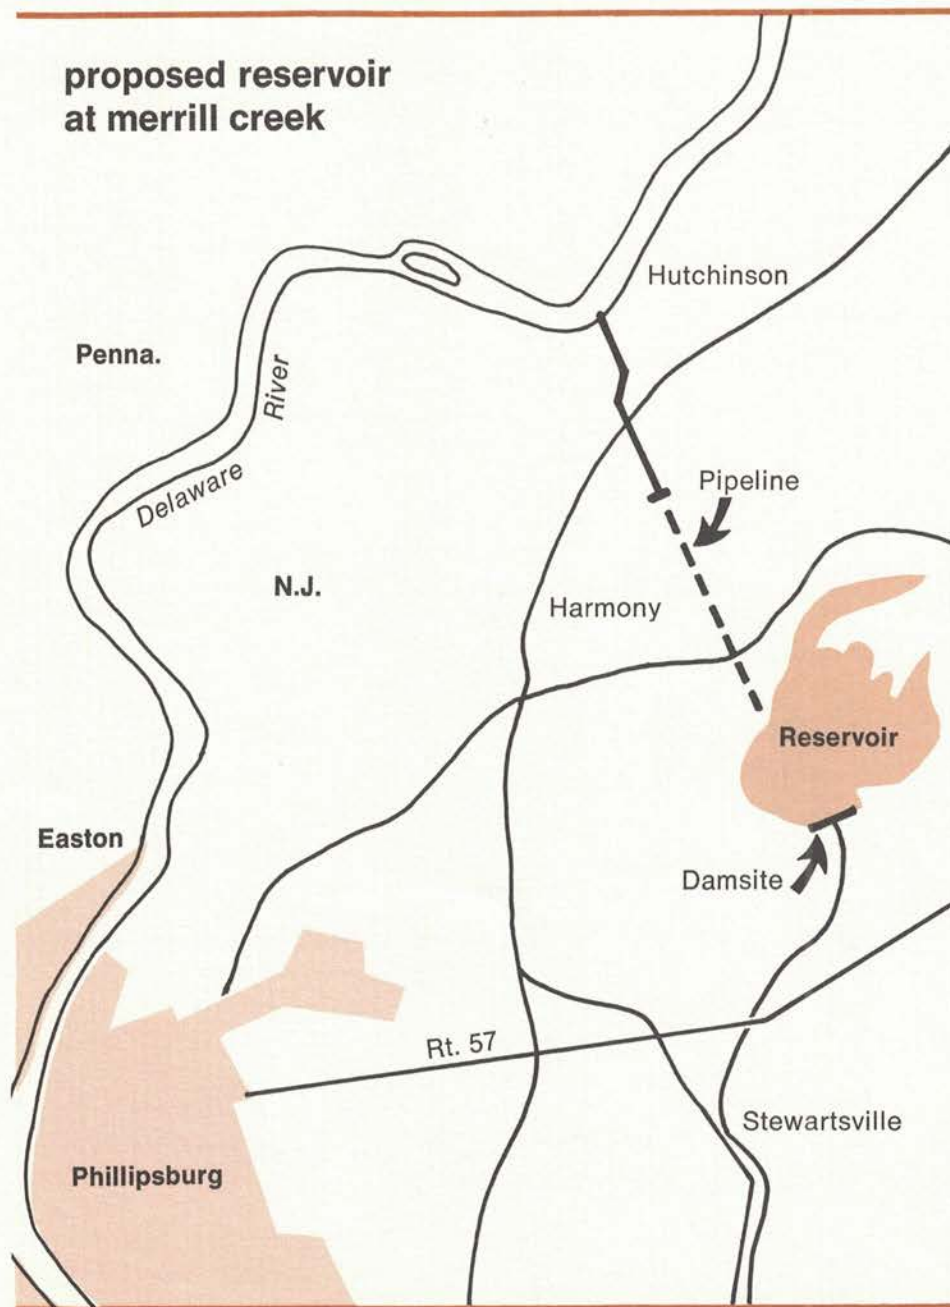 proposed reservoir
at merrill creek
Hutchinson
Penna.
River
Delaware
Pipeline
N.J.
Harmony
Reservoir
Easton
Damsite
Rt. 57
Stewartsville
Phillipsburg